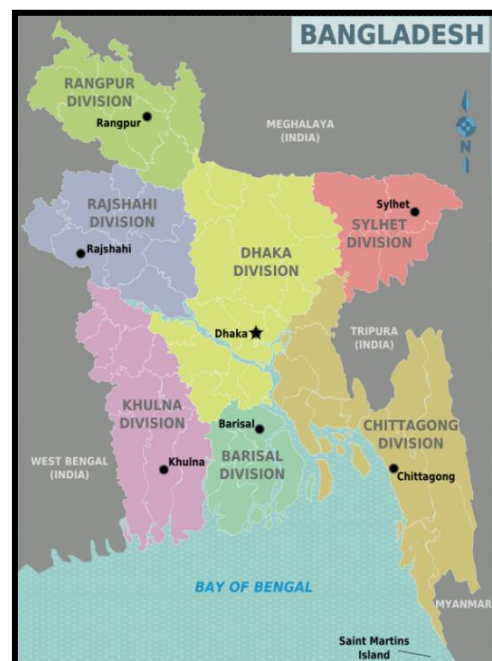 BANGLADESH
RANGPUR
DIVISION
Rangpur
MEGHALAYA
(INDIA)
N
RAJSHAHI
DIVISION
Rajshahi
Sylhet
SYLHET
DIVISION
DHAKA
DIVISION
Dhaka
TRIPURA
(INDIA)
KHULNA
DIVISION
Barisal
CHITTAGONG
DIVISION
WEST BENGAL
(INDIA)
Khulna
BARISAL
DIVISION
Chittagong
BAY OF BENGAL
MYANMAR
Saint Martins
Island